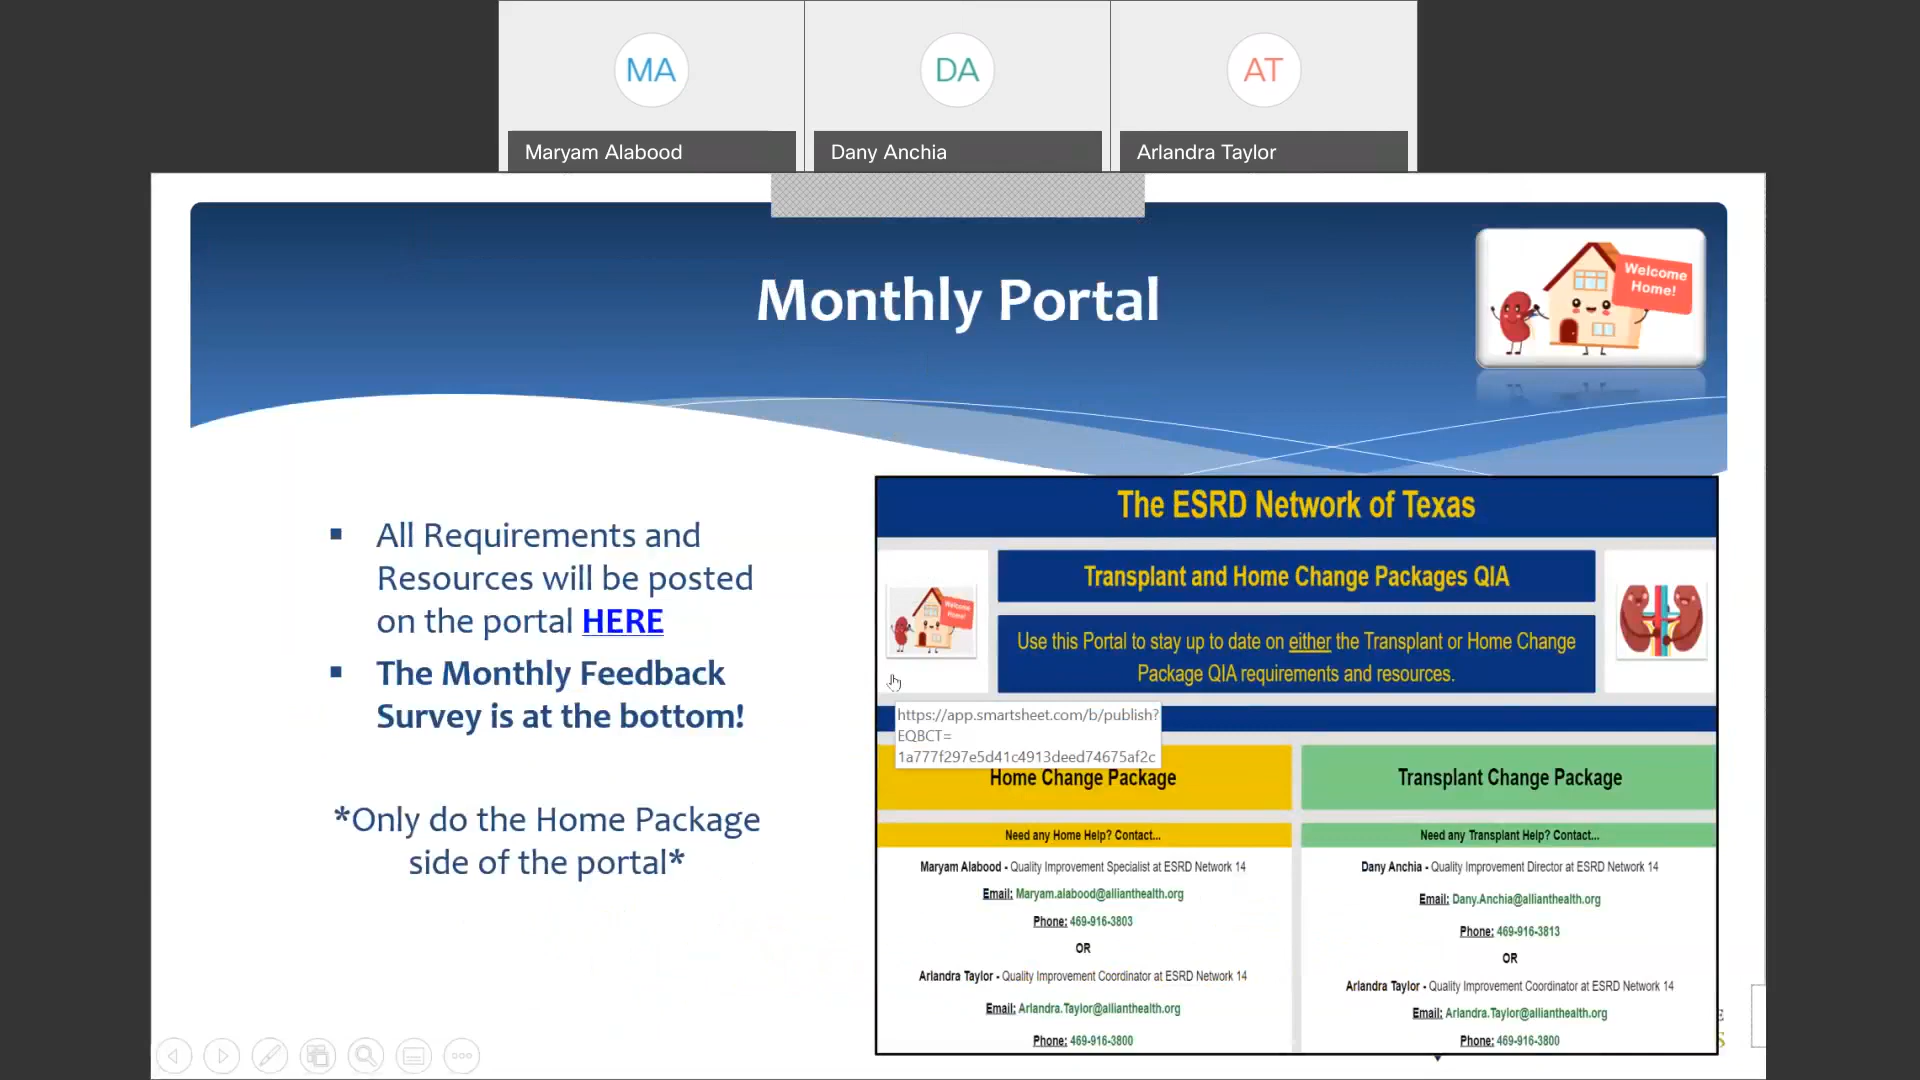 MA
DA
AT
Maryam Alabood
Dany Anchia
Arlandra Taylor
Monthly Portal
Welcome
Home!
▪ All Requirements and
Resources will be posted
on the portal HERE
▪ The Monthly Feedback
Survey is at the bottom!
*Only do the Home Package
side of the portal*
The ESRD Network of Texas
Transplant and Home Change Packages QIA
Welcome
Home!
Use this Portal to stay up to date on either the Transplant or Home Change
Package QIA requirements and resources.
https://app.smartsheet.com/b/publish?
EQBCT=
1a777f297e5d41c4913deed74675af2c
Home Change Package
Need any Home Help? Contact...
Maryam Alabood - Quality Improvement Specialist at ESRD Network 14
Email: Maryam.alabood@allianthealth.org
Phone: 469-916-3803
OR
Arlandra Taylor - Quality Improvement Coordinator at ESRD Network 14
Email: Arlandra.Taylor@allianthealth.org
Phone: 469-916-3800
Transplant Change Package
Need any Transplant Help? Contact...
Dany Anchia - Quality Improvement Director at ESRD Network 14
Email: Dany.Anchia@allianthealth.org
Phone: 469-916-3813
OR
Arlandra Taylor - Quality Improvement Coordinator at ESRD Network 14
Email: Arlandra.Taylor@allianthealth.org
Phone: 469-916-3800